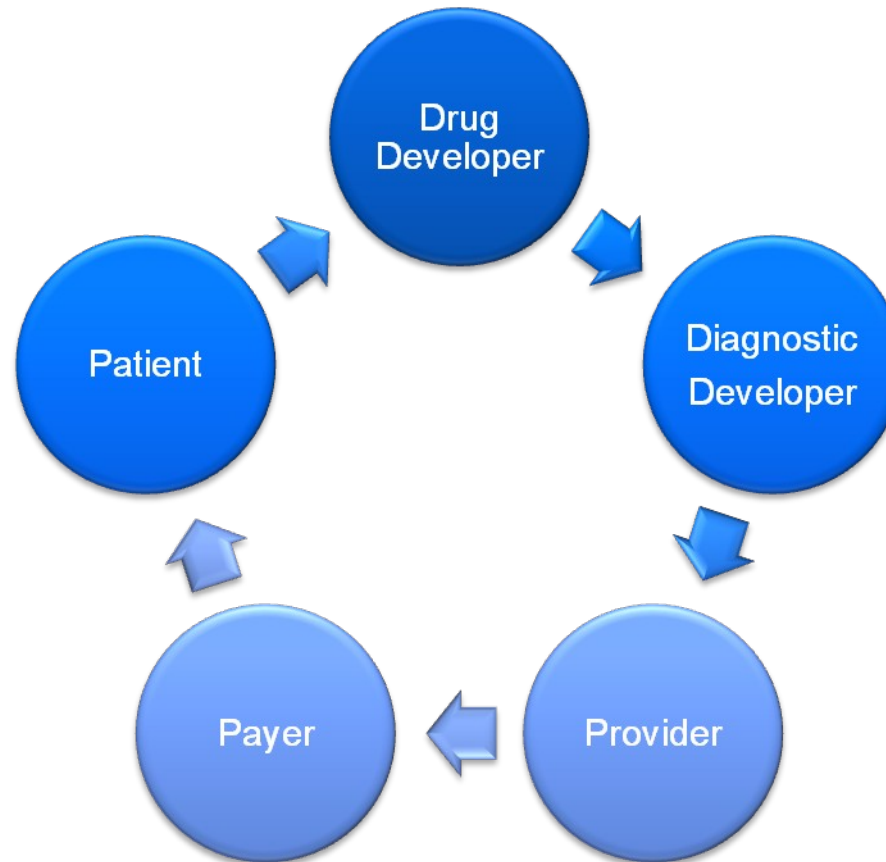 Drug
Developer
Diagnostic
Developer
Provider
Payer
Patient